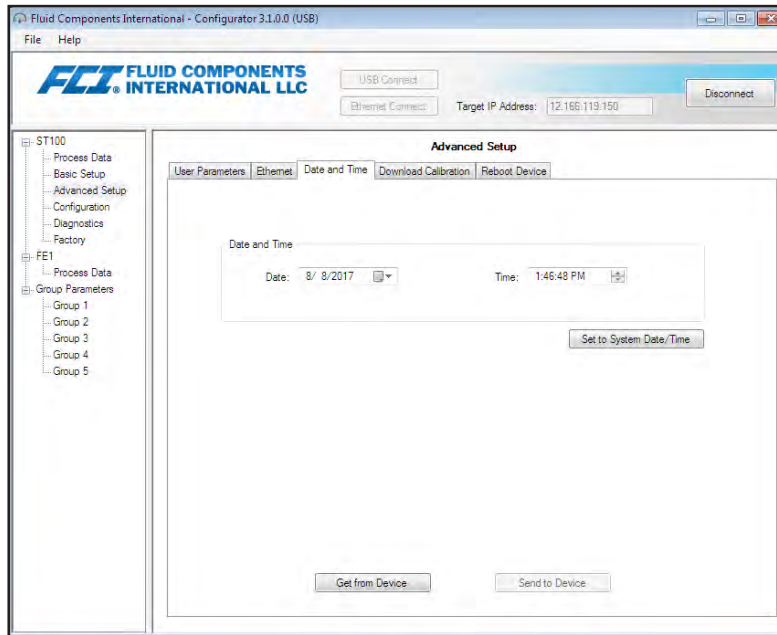 Fluid Components International - Configurator 3.1.0.0 (USB)
File Help
FCI® FLUID COMPONENTS
INTERNATIONAL LLC
USB Connect
Ethernet Connect
Target IP Address: 12.166.119.150
Disconnect
ST100
Process Data
Basic Setup
Advanced Setup
Configuration
Diagnostics
Factory
FE1
Process Data
Group Parameters
Group 1
Group 2
Group 3
Group 4
Group 5
Advanced Setup
User Parameters Ethernet Date and Time Download Calibration Reboot Device
Date and Time
Date: 8/ 8/2017 Time: 1:46:48 PM
Set to System Date/Time
Get from Device Send to Device